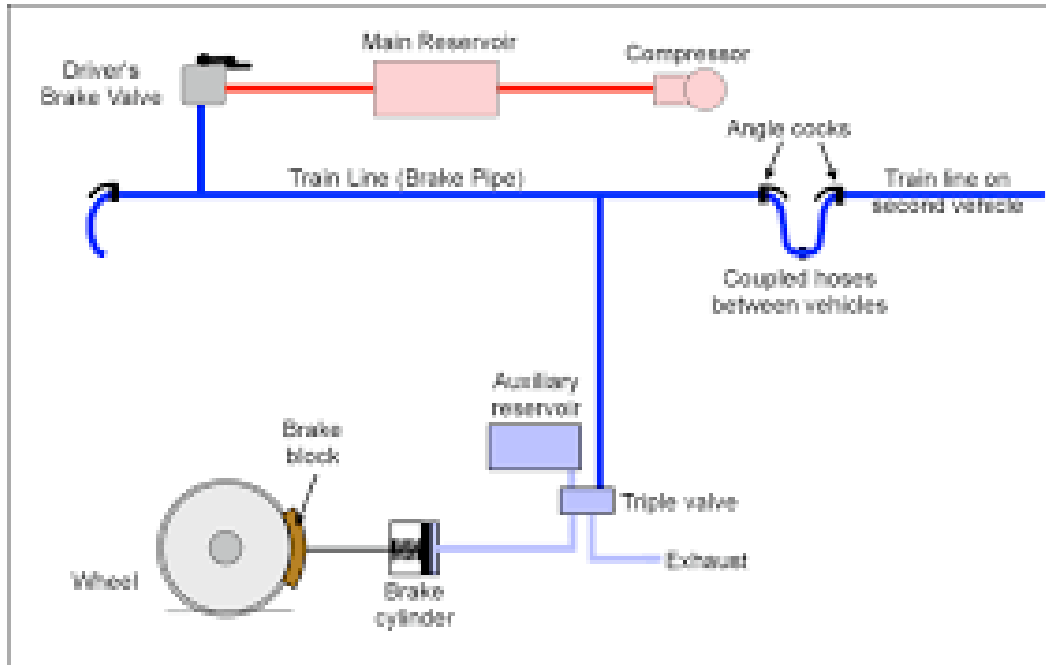 Main Reservoir
Compressor
Driver's
Brake Valve
Angle cocks
Train Line (Brake Pipe)
Train line on
second vehicle
Coupled hoses
between vehicles
Auxiliary
reservoir
Brake
block
Triple valve
Exhaust
Wheel
Brake
cylinder